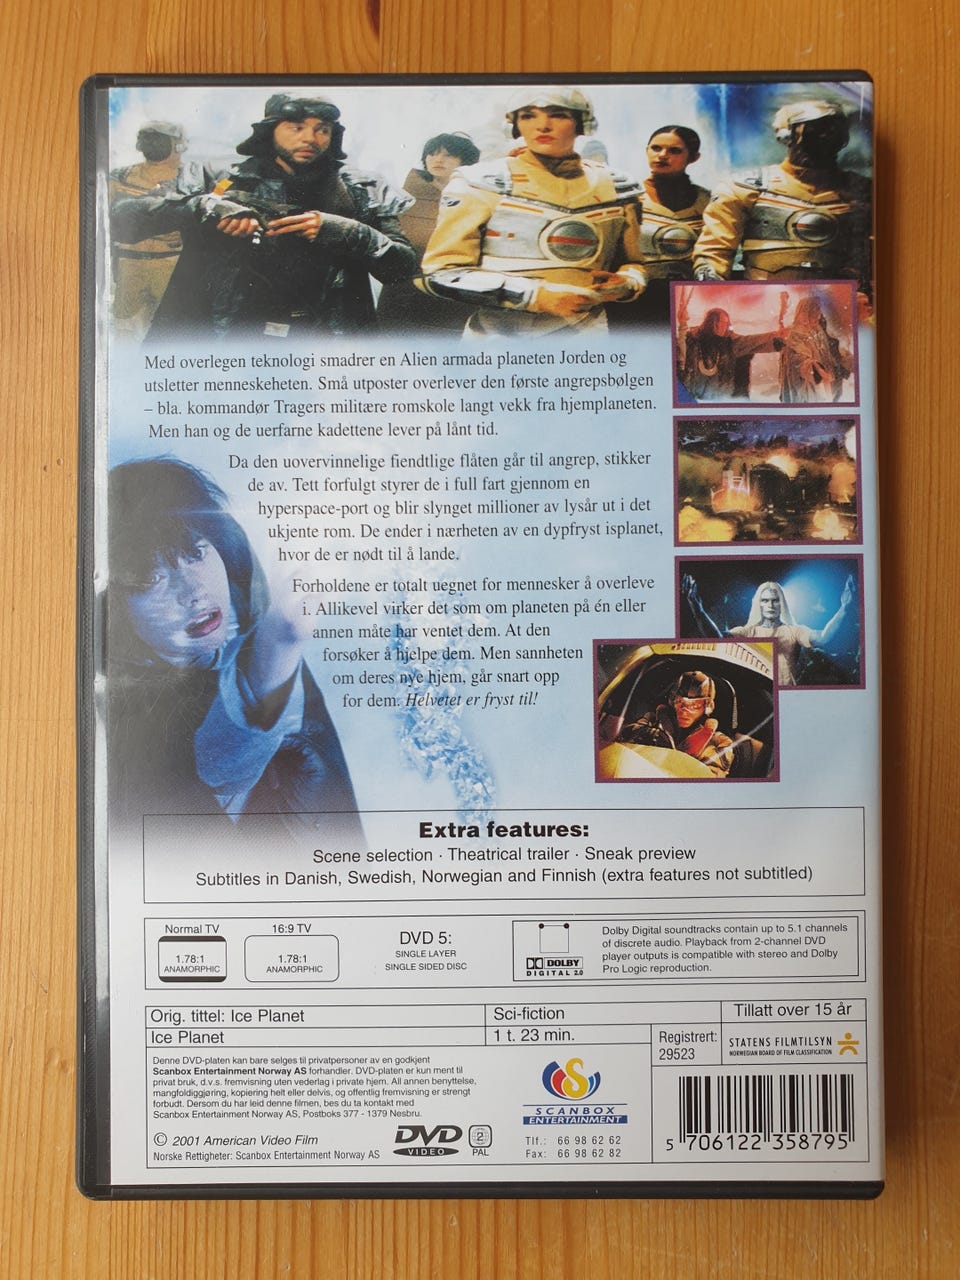 Med overlegen teknologi smadrer en Alien armada planeten Jorden og
utsletter menneskeheten. Små utposter overlever den første angrepsbølgen
– bla. kommandør Tragers militære romskole langt vekk fra hjemplaneten.
Men han og de uerfarne kadettene lever på lånt tid.
Da den uovervinnelige fiendtlige flåten går til angrep, stikker
de av. Tett forfulgt styrer de i full fart gjennom en
hyperspace-port og blir slynget millioner av lysår ut i det
ukjente rom. De ender i nærheten av en dypfryst isplanet,
hvor de er nødt til å lande.
Forholdene er totalt uegnet for mennesker å overleve
i. Allikevel virker det som om planeten på én eller
annen måte har ventet dem. At den
forsøker å hjelpe dem. Men sannheten
om deres nye hjem, går snart opp
for dem. Helvetet er fryst til!
Extra features:
Scene selection · Theatrical trailer · Sneak preview
Subtitles in Danish, Swedish, Norwegian and Finnish (extra features not subtitled)
Normal TV
1.78:1
ANAMORPHIC
16:9 TV
1.78:1
ANAMORPHIC
DVD 5:
SINGLE LAYER
SINGLE SIDED DISC
DOLBY
DIGITAL 2.0
Dolby Digital soundtracks contain up to 5.1 channels
of discrete audio. Playback from 2-channel DVD
player outputs is compatible with stereo and Dolby
Pro Logic reproduction.
Orig. tittel: Ice Planet
Sci-fiction
Tillatt over 15 år
Ice Planet
1 t. 23 min.
Registrert:
29523
STATENS FILMTILSYN
NORWEGIAN BOARD OF FILM CLASSIFICATION
Denne DVD-platen kan bare selges til privatpersoner av en godkjent
Scanbox Entertainment Norway AS forhandler. DVD-platen er kun ment til
privat bruk, d.v.s. fremvisning uten vederlag i private hjem. All annen benyttelse,
mangfoldiggjøring, kopiering helt eller delvis, og offentlig fremvisning er strengt
forbudt. Dersom du har leid denne filmen, bes du ta kontakt med
Scanbox Entertainment Norway AS, Postboks 377 - 1379 Nesbru.
© 2001 American Video Film
Norske Rettigheter: Scanbox Entertainment Norway AS
DVD
VIDEO
2
PAL
S
SCANBOX
ENTERTAINMENT
Tlf.: 66 98 62 62
Fax: 66 98 62 82
5 706122 358795